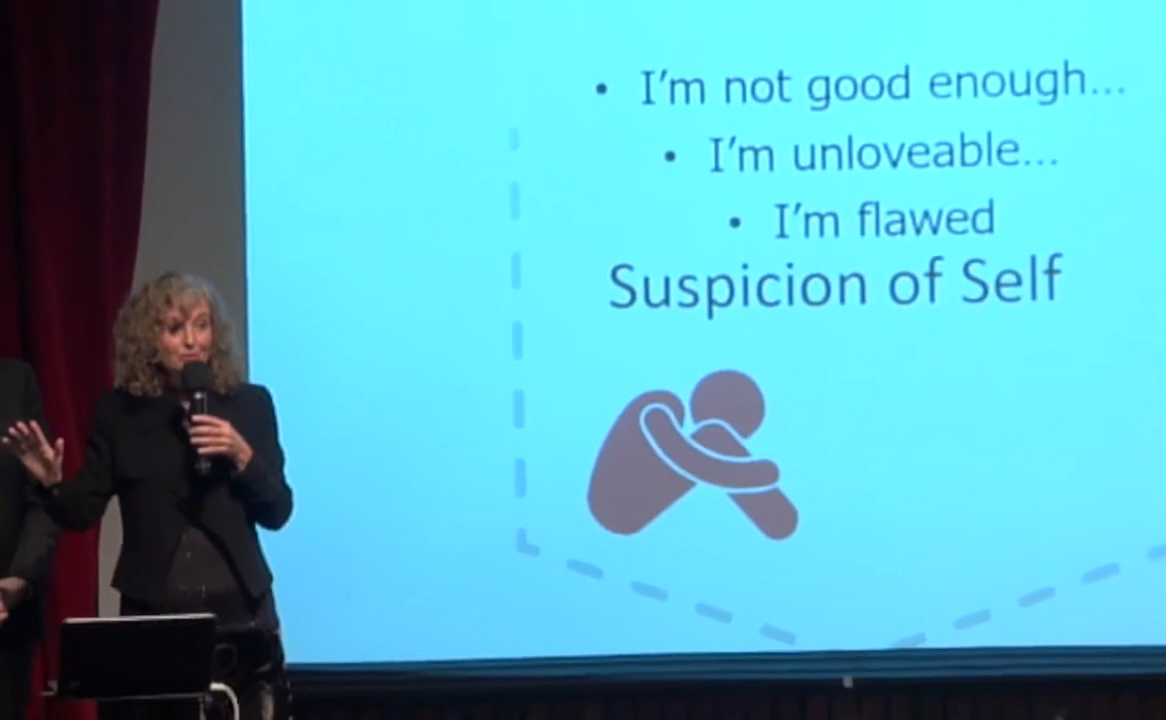 • I'm not good enough...
• I'm unloveable...
• I'm flawed
Suspicion of Self